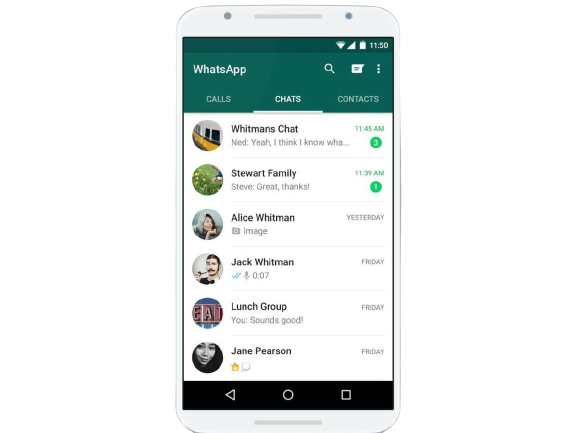 11:50
WhatsApp
CALLS CHATS CONTACTS
Whitmans Chat 11:45 AM
Ned: Yeah, I think I know wha... 3
Stewart Family 11:39 AM
Steve: Great, thanks! 1
Alice Whitman YESTERDAY
Image
Jack Whitman FRIDAY
0:07
EAT
Lunch Group FRIDAY
You: Sounds good!
Jane Pearson FRIDAY